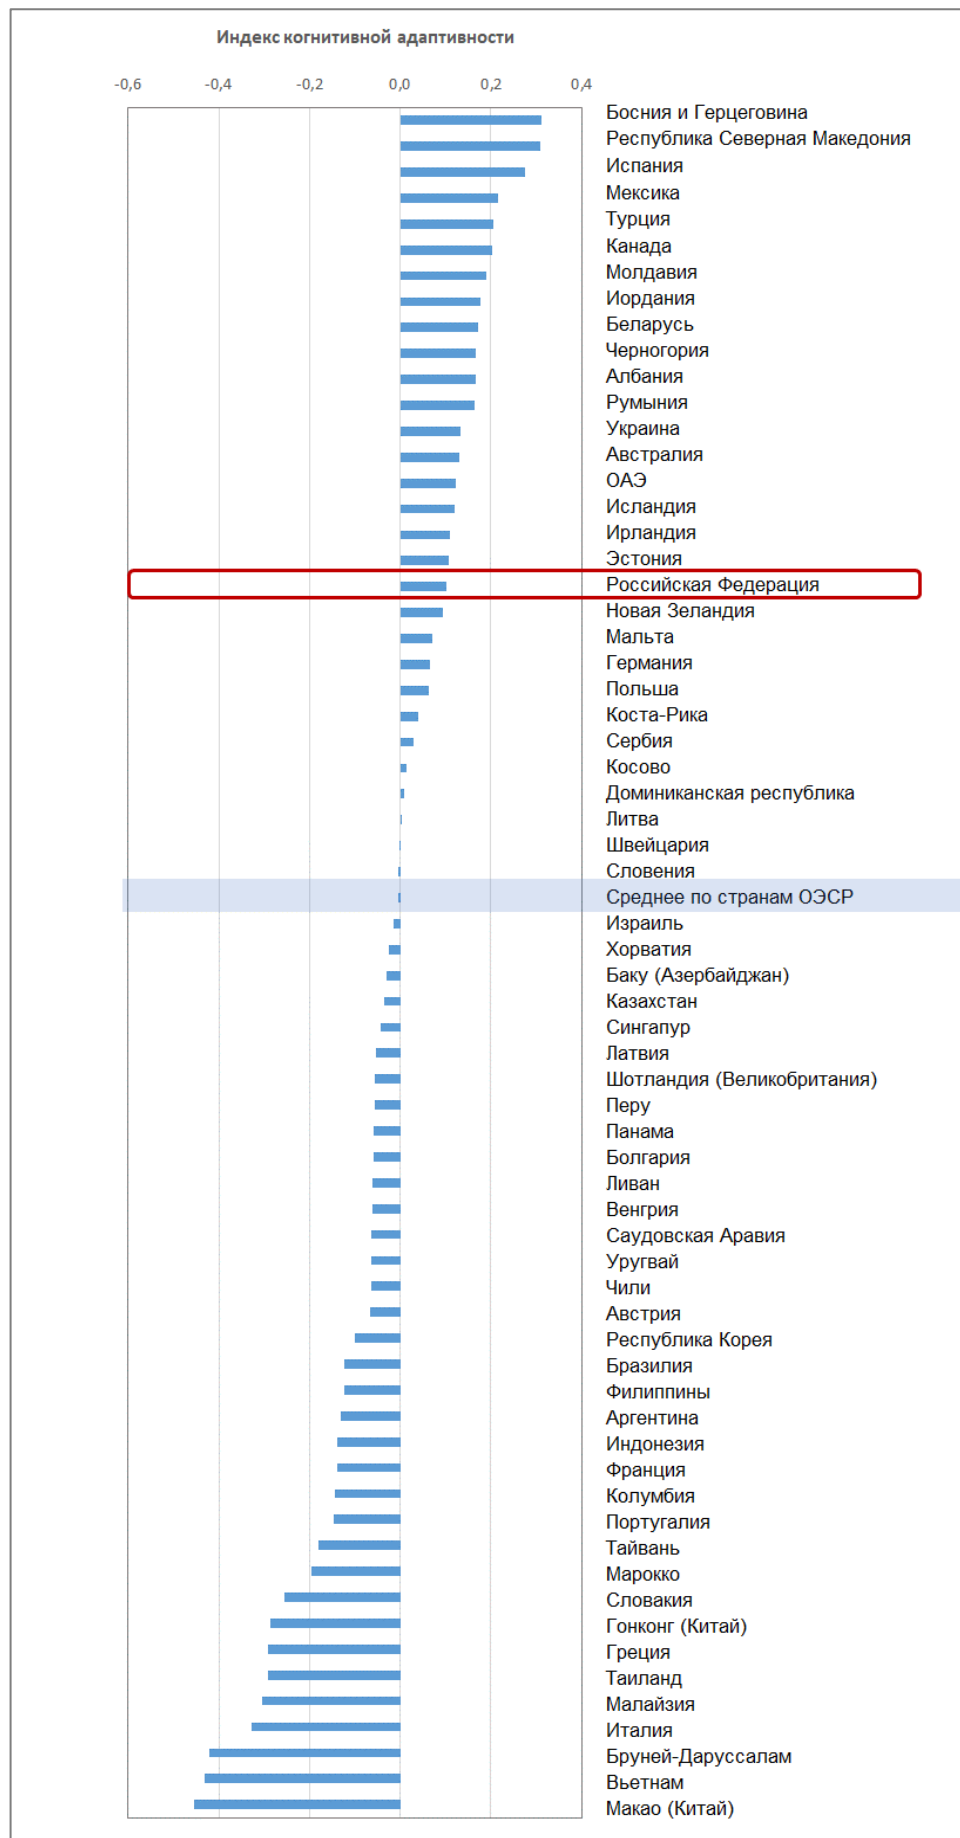 Индекс когнитивной адаптивности
-0,6 -0,4 -0,2 0,0 0,2 0,4
Босния и Герцеговина
Республика Северная Македония
Испания
Мексика
Турция
Канада
Молдавия
Иордания
Беларусь
Черногория
Албания
Румыния
Украина
Австралия
ОАЭ
Исландия
Ирландия
Эстония
Российская Федерация
Новая Зеландия
Мальта
Германия
Польша
Коста-Рика
Сербия
Косово
Доминиканская республика
Литва
Швейцария
Словения
Среднее по странам ОЭСР
Израиль
Хорватия
Баку (Азербайджан)
Казахстан
Сингапур
Латвия
Шотландия (Великобритания)
Перу
Панама
Болгария
Ливан
Венгрия
Саудовская Аравия
Уругвай
Чили
Австрия
Республика Корея
Бразилия
Филиппины
Аргентина
Индонезия
Франция
Колумбия
Португалия
Тайвань
Марокко
Словакия
Гонконг (Китай)
Греция
Таиланд
Малайзия
Италия
Бруней-Даруссалам
Вьетнам
Макао (Китай)